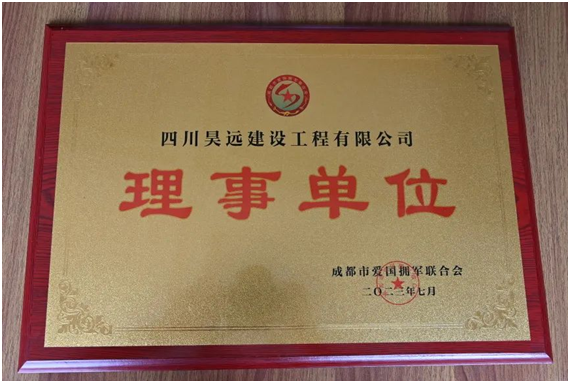 四川昊远建设工程有限公司
理事单位
成都市爱国拥军联合会
二〇二三年七月